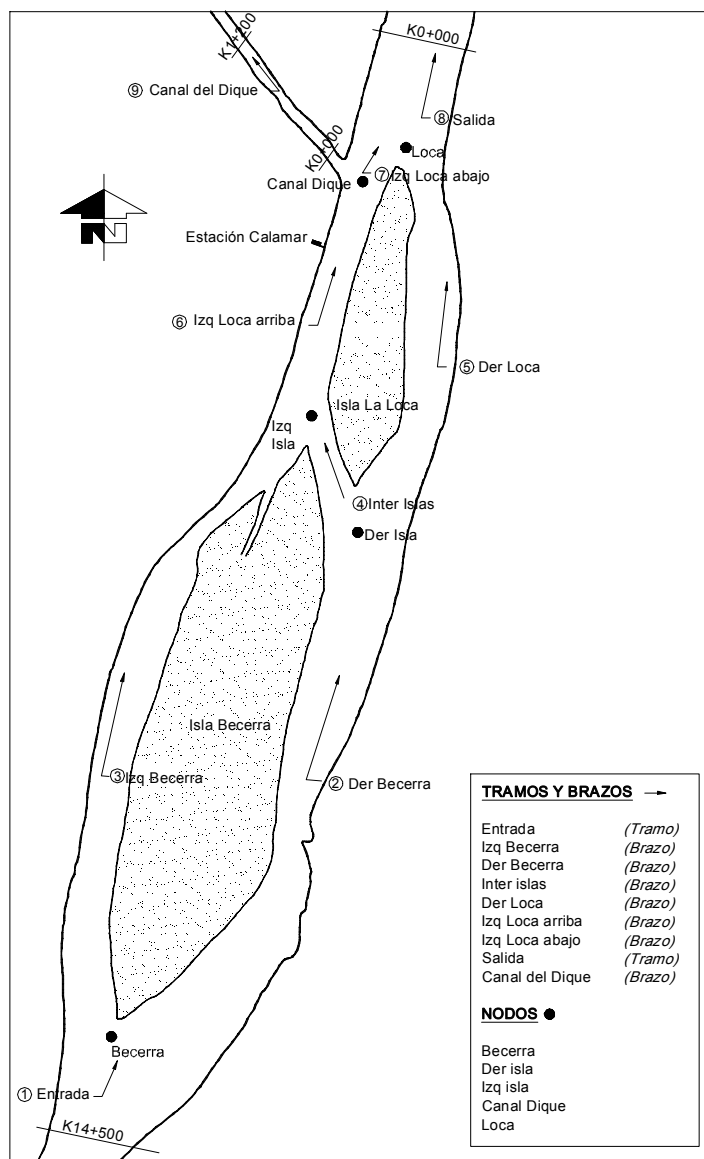 K1+200
K0+000
⑨ Canal del Dique
⑧ Salida
K0+000
Loca
Canal Dique
⑦ Izq Loca abajo
N
Estación Calamar
⑥ Izq Loca arriba
⑤ Der Loca
Isla La Loca
Izq
Isla
④ Inter Islas
Der Isla
Isla Becerra
③ Izq Becerra
② Der Becerra
Becerra
① Entrada
K14+500
TRAMOS Y BRAZOS
Entrada (Tramo)
Izq Becerra (Brazo)
Der Becerra (Brazo)
Inter islas (Brazo)
Der Loca (Brazo)
Izq Loca arriba (Brazo)
Izq Loca abajo (Brazo)
Salida (Tramo)
Canal del Dique (Brazo)
NODOS
Becerra
Der isla
Izq isla
Canal Dique
Loca